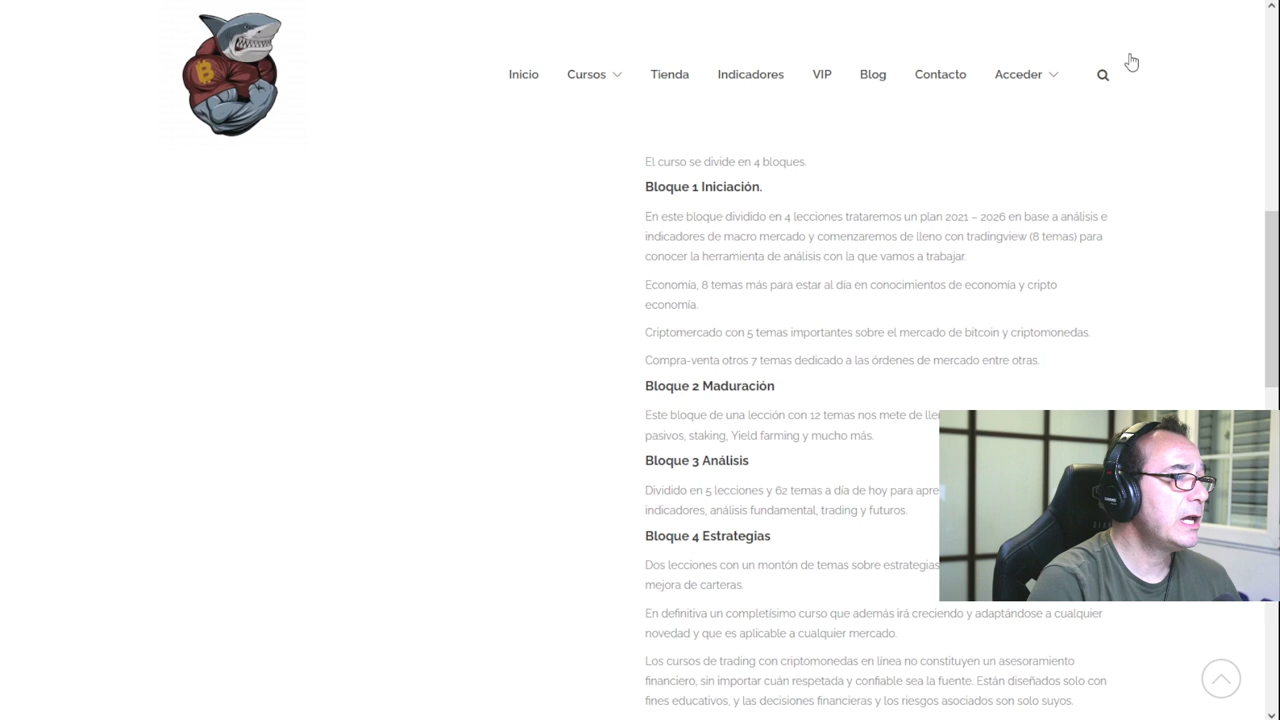 Inicio
Cursos
Tienda
Indicadores
VIP
Blog
Contacto
Acceder
El curso se divide en 4 bloques.
Bloque 1 Iniciación.
En este bloque dividido en 4 lecciones trataremos un plan 2021 – 2026 en base a análisis e
indicadores de macro mercado y comenzaremos de lleno con tradingview (8 temas) para
conocer la herramienta de análisis con la que vamos a trabajar.
Economía, 8 temas más para estar al día en conocimientos de economía y cripto
economía.
Criptomercado con 5 temas importantes sobre el mercado de bitcoin y criptomonedas.
Compra-venta otros 7 temas dedicado a las órdenes de mercado entre otras.
Bloque 2 Maduración
Este bloque de una lección con 12 temas nos mete de
pasivos, staking, Yield farming y mucho más.
Bloque 3 Análisis
Dividido en 5 lecciones y 62 temas a día de hoy para
indicadores, análisis fundamental, trading y futuros.
Bloque 4 Estrategias
Dos lecciones con un montón de temas sobre estrategias
mejora de carteras.
En definitiva un completísimo curso que además irá creciendo y adaptándose a cualquier
novedad y que es aplicable a cualquier mercado.
Los cursos de trading con criptomonedas en línea no constituyen un asesoramiento
financiero, sin importar cuán respetada y confiable sea la fuente. Están diseñados solo con
fines educativos, y las decisiones financieras y los riesgos asociados son solo suyos.